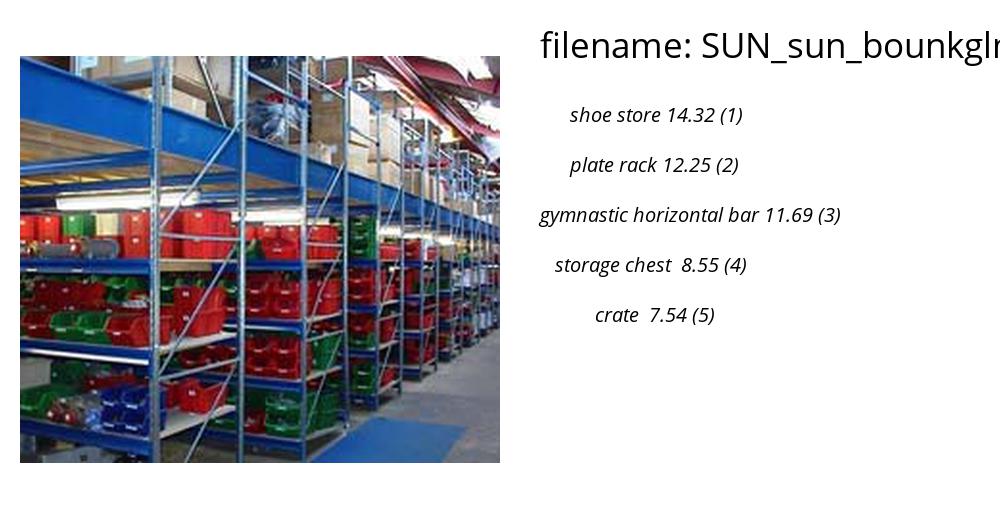 filename: SUN_sun_bounkgl
shoe store 14.32 (1)
plate rack 12.25 (2)
gymnastic horizontal bar 11.69 (3)
storage chest 8.55 (4)
crate 7.54 (5)